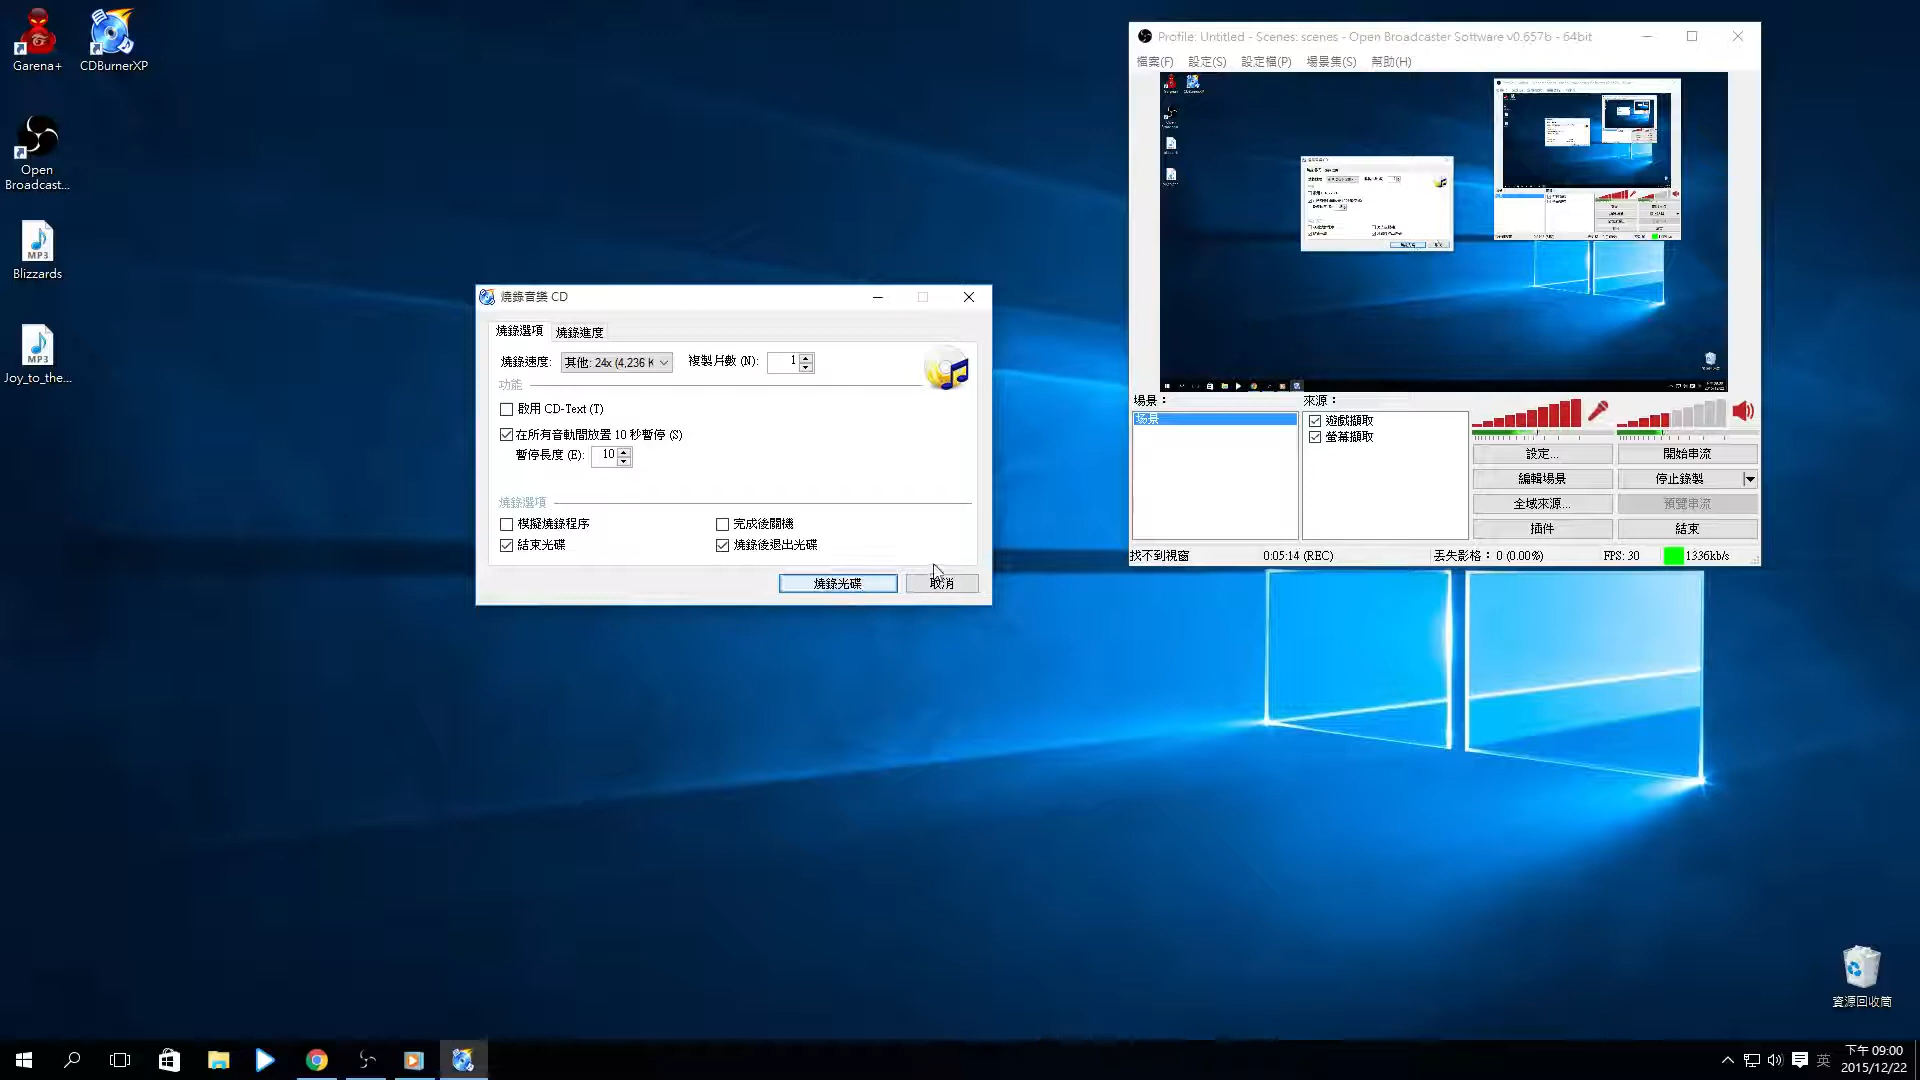 Garena+
CDBurnerXP
Open
Broadcast...
Blizzards
Joy_to_the...
MP3
MP3
燒錄音樂 CD
燒錄選項
燒錄進度
燒錄速度:
其他: 24x (4,236 K
複製片數 (N):
1
功能
啟用 CD-Text (T)
在所有音軌間放置 10 秒暫停 (S)
暫停長度 (E):
10
燒錄選項
模擬燒錄程序
完成後關機
結束光碟
燒錄後退出光碟
燒錄光碟
取消
Profile: Untitled - Scenes: scenes - Open Broadcaster Software v0.657b - 64bit
檔案(F)
設定(S)
設定檔(P)
場景集(S)
幫助(H)
場景：
來源：
场景
遊戲擷取
螢幕擷取
設定...
開始串流
編輯場景
停止錄製
全域來源...
預覽串流
插件
結束
找不到視窗
0:05:14 (REC)
丟失影格： 0 (0.00%)
FPS: 30
1336kb/s
資源回收筒
英
下午 09:00
2015/12/22